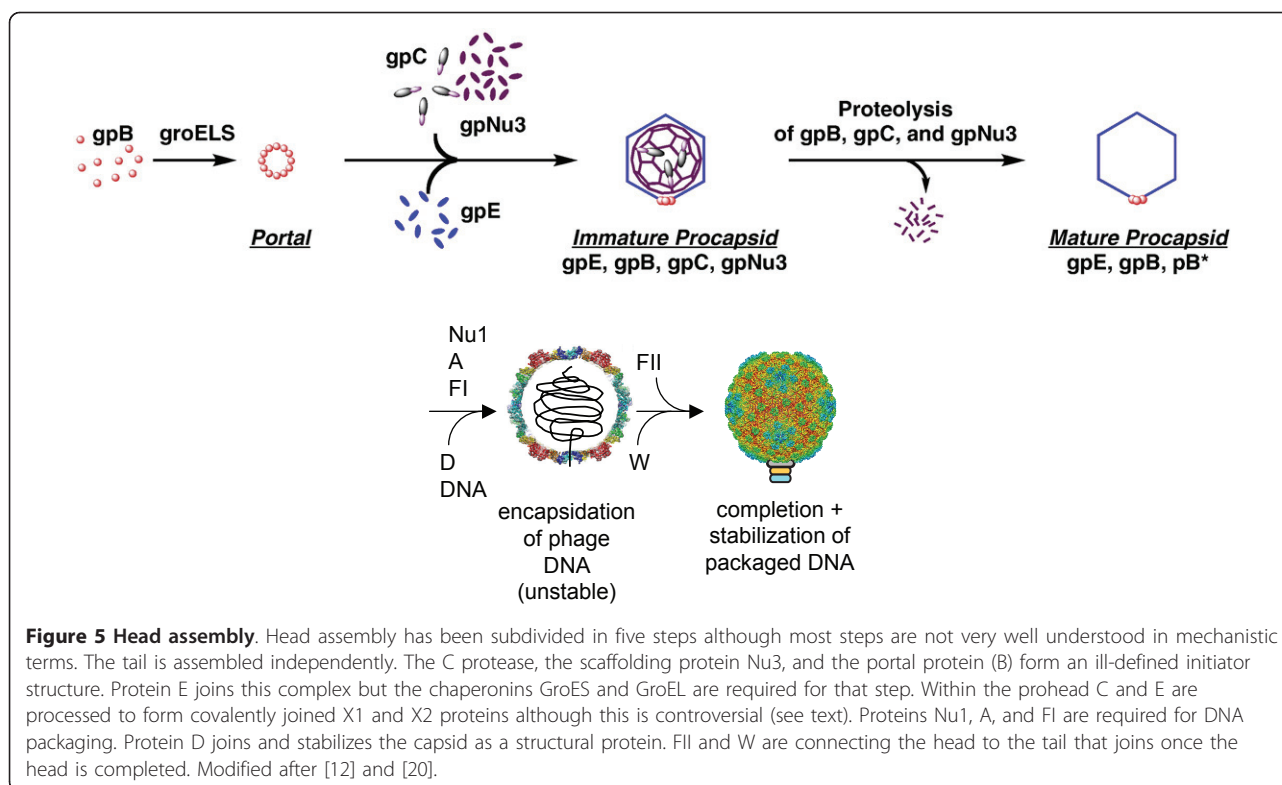 gpC
gpNu3
gpB
groELS
gpE
Proteolysis
of gpB, gpC, and gpNu3
Portal
Immature Procapsid
gpE, gpB, gpC, gpNu3
Mature Procapsid
gpE, gpB, pB*
Nu1
A
FI
D
DNA
FII
W
encapsidation
of phage
DNA
(unstable)
completion +
stabilization of
packaged DNA
Figure 5 Head assembly. Head assembly has been subdivided in five steps although most steps are not very well understood in mechanistic
terms. The tail is assembled independently. The C protease, the scaffolding protein Nu3, and the portal protein (B) form an ill-defined initiator
structure. Protein E joins this complex but the chaperonins GroES and GroEL are required for that step. Within the prohead C and E are
processed to form covalently joined X1 and X2 proteins although this is controversial (see text). Proteins Nu1, A, and FI are required for DNA
packaging. Protein D joins and stabilizes the capsid as a structural protein. FII and W are connecting the head to the tail that joins once the
head is completed. Modified after [12] and [20].